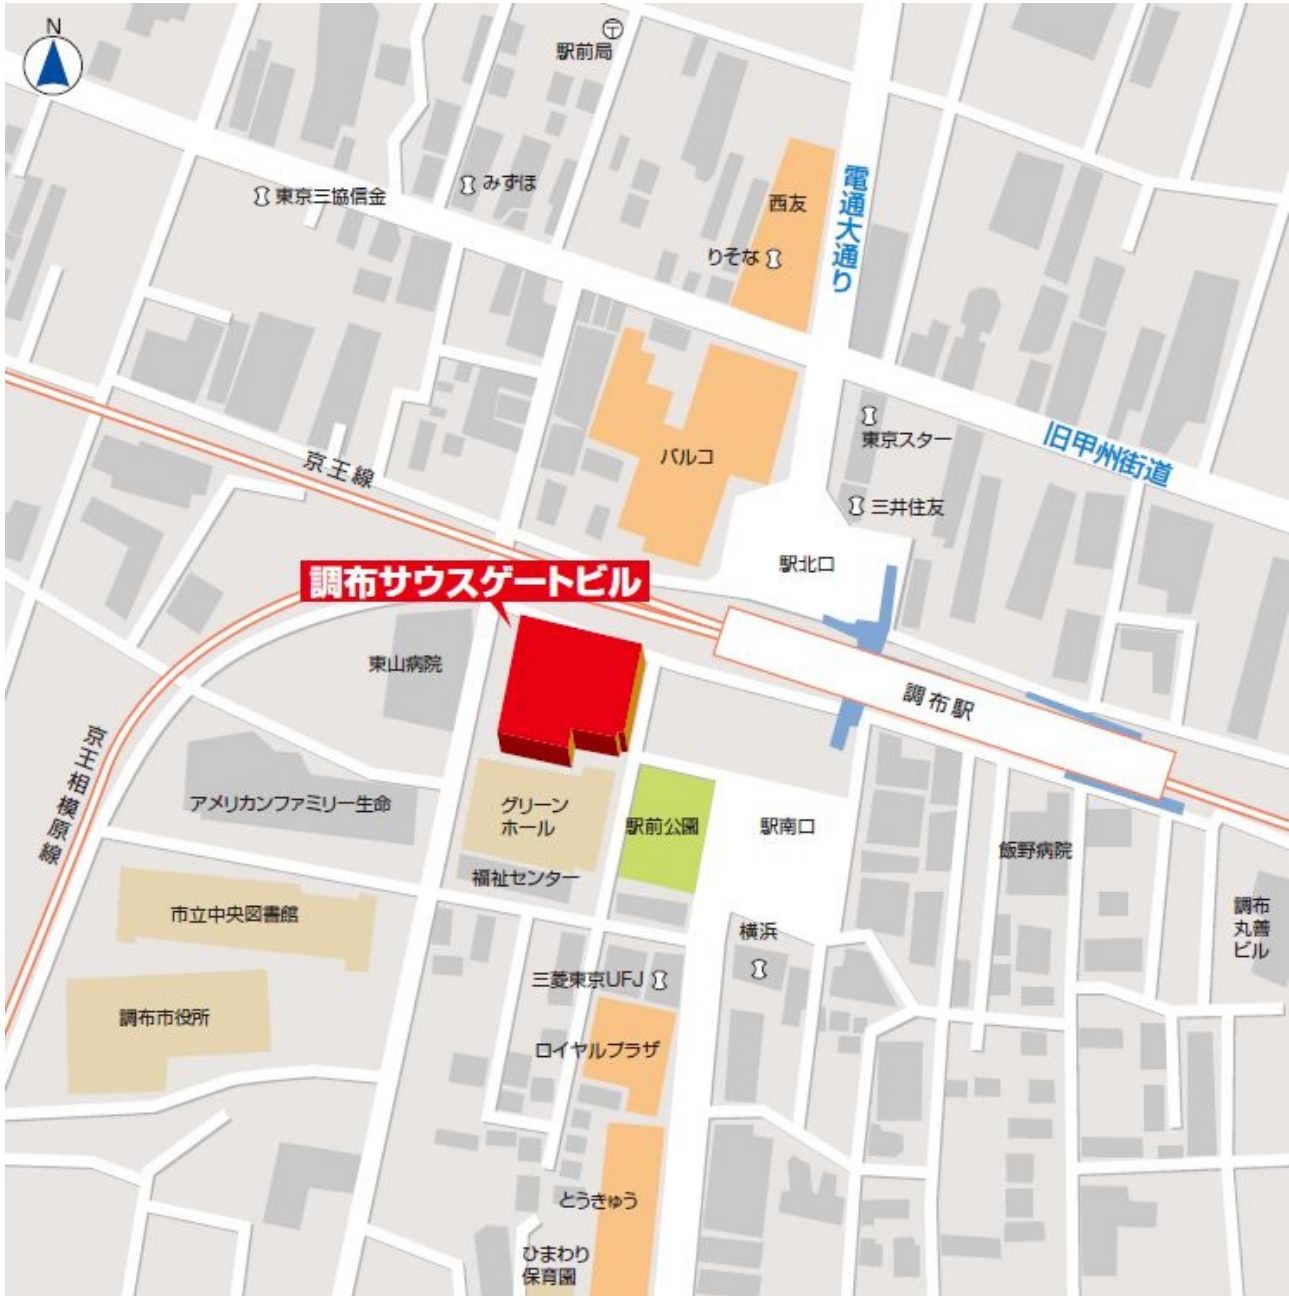 N
駅前局
東京三協信金
みずほ
西友
りそな
電通大通り
パルコ
東京スター
旧甲州街道
三井住友
京王線
駅北口
調布サウスゲートビル
東山病院
調布駅
京王相模原線
アメリカンファミリー生命
グリーン
ホール
駅前公園
駅南口
飯野病院
福祉センター
市立中央図書館
横浜
調布
丸善
ビル
三菱東京UFJ
調布市役所
ロイヤルプラザ
とうきゅう
ひまわり
保育園